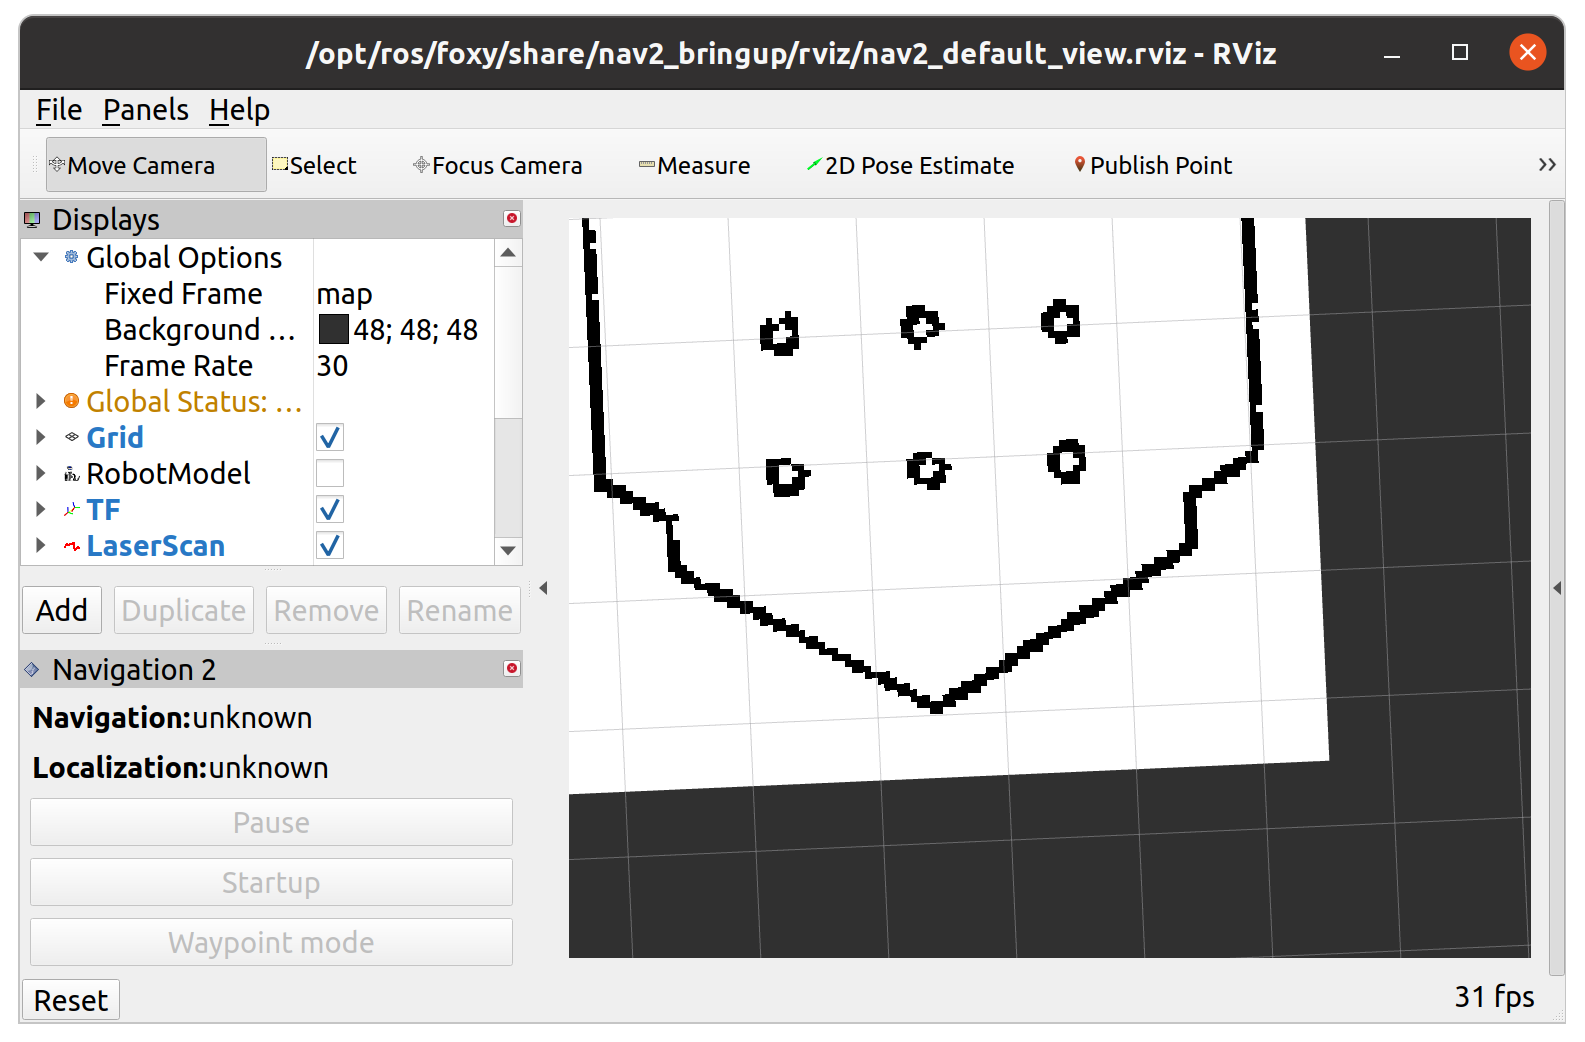 /opt/ros/foxy/share/nav2_bringup/rviz/nav2_default_view.rviz - RViz
File Panels Help
Move Camera Select Focus Camera Measure 2D Pose Estimate Publish Point »
Displays
Global Options
Fixed Frame map
Background ... 48; 48; 48
Frame Rate 30
Global Status: ...
Grid
RobotModel
TF
LaserScan
Add Duplicate Remove Rename
Navigation 2
Navigation:unknown
Localization:unknown
Pause
Startup
Waypoint mode
Reset
31 fps